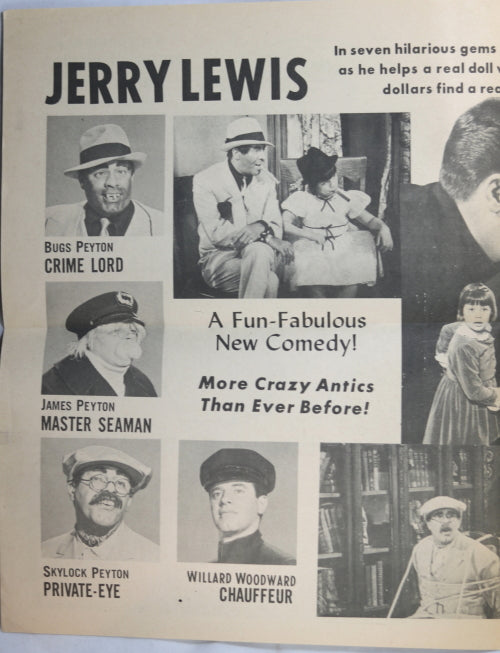 JERRY LEWIS
In seven hilarious gems
as he helps a real doll
dollars find a
BUGS PEYTON
CRIME LORD
A Fun-Fabulous
New Comedy!
More Crazy Antics
Than Ever Before!
JAMES PEYTON
MASTER SEAMAN
SKYLOCK PEYTON
PRIVATE-EYE
WILLARD WOODWARD
CHAUFFEUR